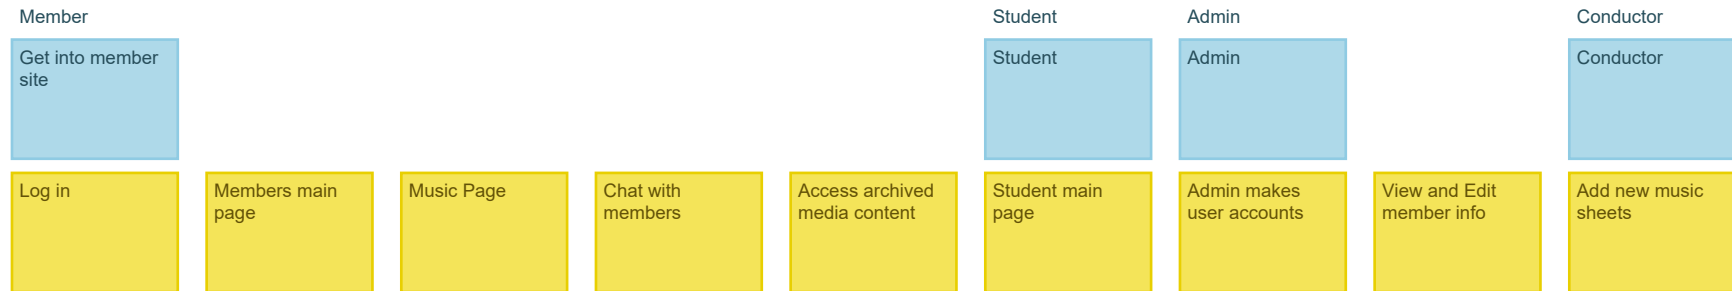 Member
Student
Admin
Conductor
Get into member
site
Student
Admin
Conductor
Log in
Members main
page
Music Page
Chat with
members
Access archived
media content
Student main
page
Admin makes
user accounts
View and Edit
member info
Add new music
sheets